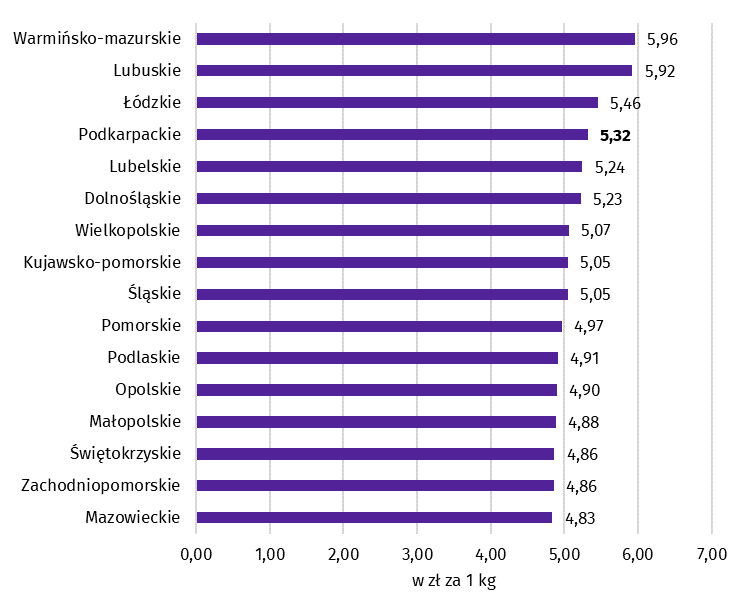 Warmińsko-mazurskie 5,96
Lubuskie 5,92
Łódzkie 5,46
Podkarpackie 5,32
Lubelskie 5,24
Dolnośląskie 5,23
Wielkopolskie 5,07
Kujawsko-pomorskie 5,05
Śląskie 5,05
Pomorskie 4,97
Podlaskie 4,91
Opolskie 4,90
Małopolskie 4,88
Świętokrzyskie 4,86
Zachodniopomorskie 4,86
Mazowieckie 4,83
0,00 1,00 2,00 3,00 4,00 5,00 6,00 7,00
w zł za 1 kg